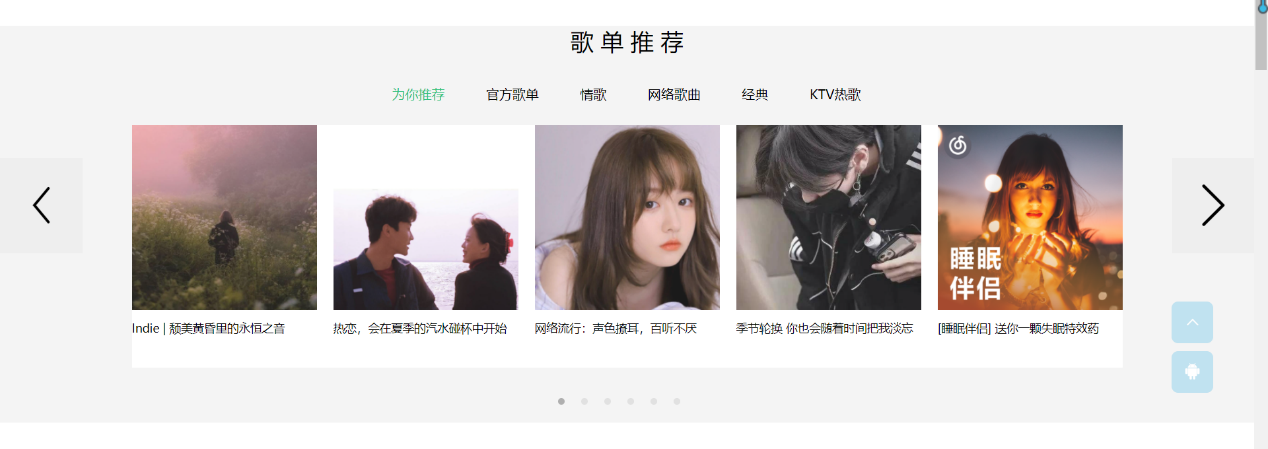 歌单推荐
为你推荐 官方歌单 情歌 网络歌曲 经典 KTV热歌
睡眠
伴侣
Indie | 颓美黄昏里的永恒之音
热恋，会在夏季的汽水碰杯中开始
网络流行：声色撩耳，百听不厌
季节轮换 你也会随着时间把我淡忘
[睡眠伴侣] 送你一颗失眠特效药